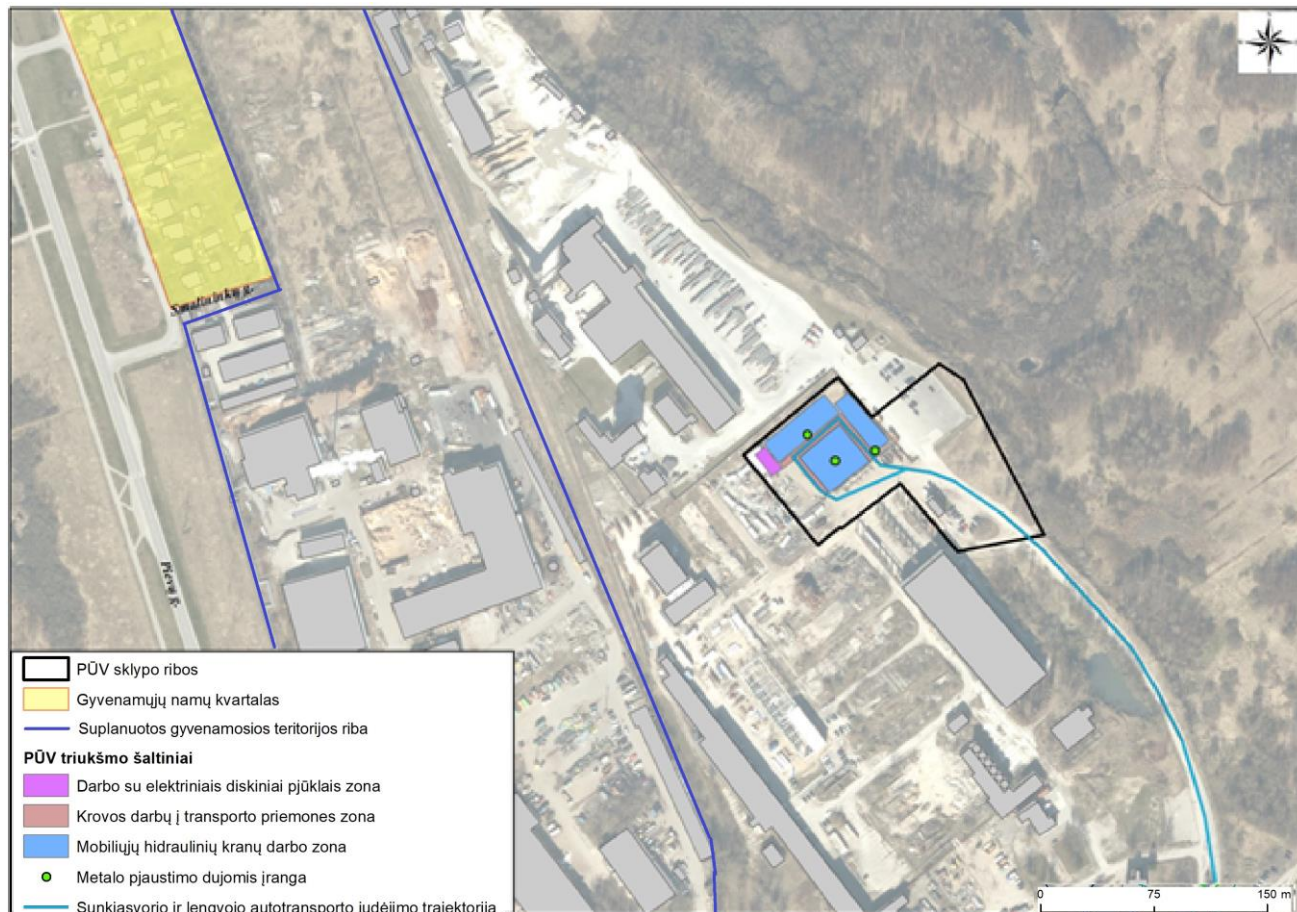 Smiltininkų g.
Pievų g.
PŪV sklypo ribos
Gyvenamųjų namų kvartalas
Suplanuotos gyvenamosios teritorijos riba
PŪV triukšmo šaltiniai
Darbo su elektriniais diskiniai pjūklais zona
Krovos darbų į transporto priemones zona
Mobiliųjų hidraulinių kranų darbo zona
Metalo pjaustimo dujomis įranga
Sunkiasvorio ir lengvojo autotransporto judėjimo trajektorija
0 75 150 m